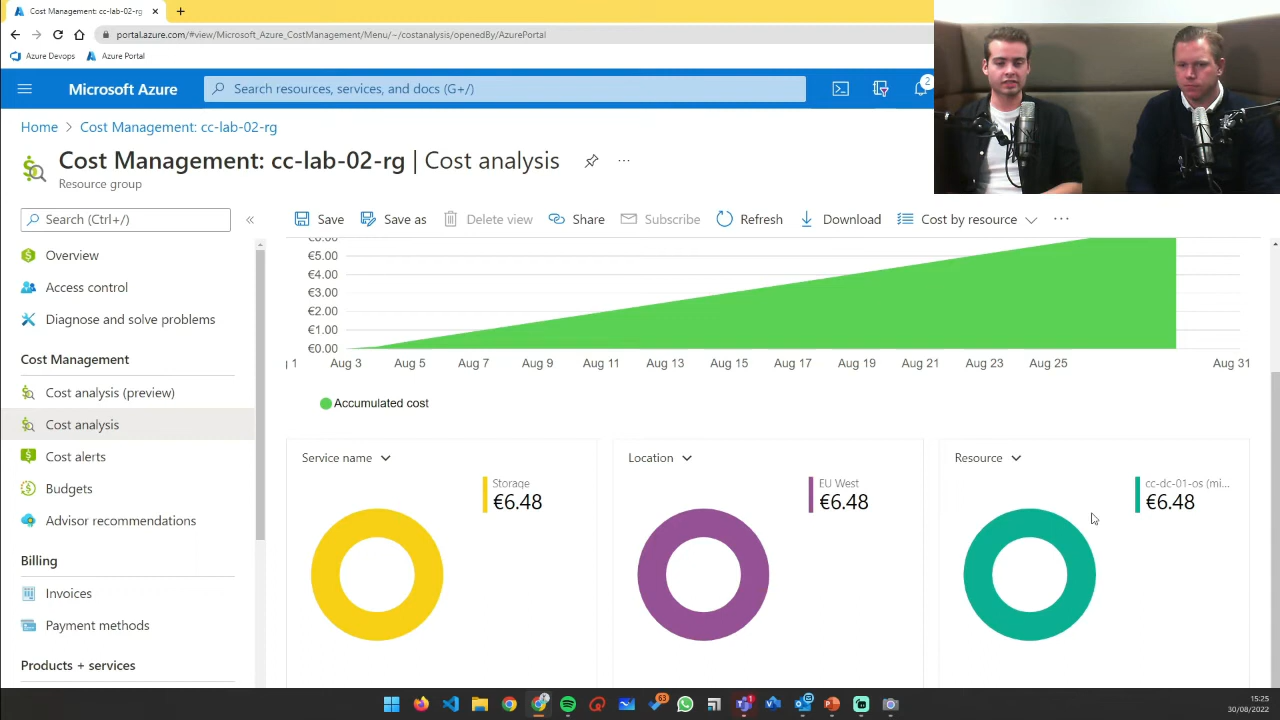 Cost Management: cc-lab-02-rg
portal.azure.com/#view/Microsoft_Azure_CostManagement/Menu/~/costanalysis/openedBy/AzurePortal
Azure Devops
Azure Portal
Microsoft Azure
Search resources, services, and docs (G+/)
2
Home > Cost Management: cc-lab-02-rg
Cost Management: cc-lab-02-rg | Cost analysis
Resource group
Search (Ctrl+/)
Overview
Access control
Diagnose and solve problems
Cost Management
Cost analysis (preview)
Cost analysis
Cost alerts
Budgets
Advisor recommendations
Billing
Invoices
Payment methods
Products + services
Save
Save as
Delete view
Share
Subscribe
Refresh
Download
Cost by resource
€5.00
€4.00
€3.00
€2.00
€1.00
€0.00
Aug 3
Aug 5
Aug 7
Aug 9
Aug 11
Aug 13
Aug 15
Aug 17
Aug 19
Aug 21
Aug 23
Aug 25
Aug 31
Accumulated cost
Service name
Storage
€6.48
Location
EU West
€6.48
Resource
cc-dc-01-os (mi...
€6.48
63
15:25
30/08/2022